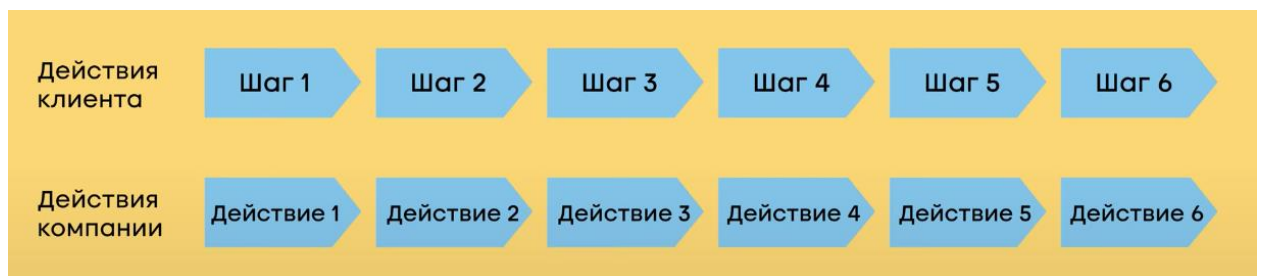 Действия
клиента
Шаг 1
Шаг 2
Шаг 3
Шаг 4
Шаг 5
Шаг 6
Действия
компании
Действие 1
Действие 2
Действие 3
Действие 4
Действие 5
Действие 6